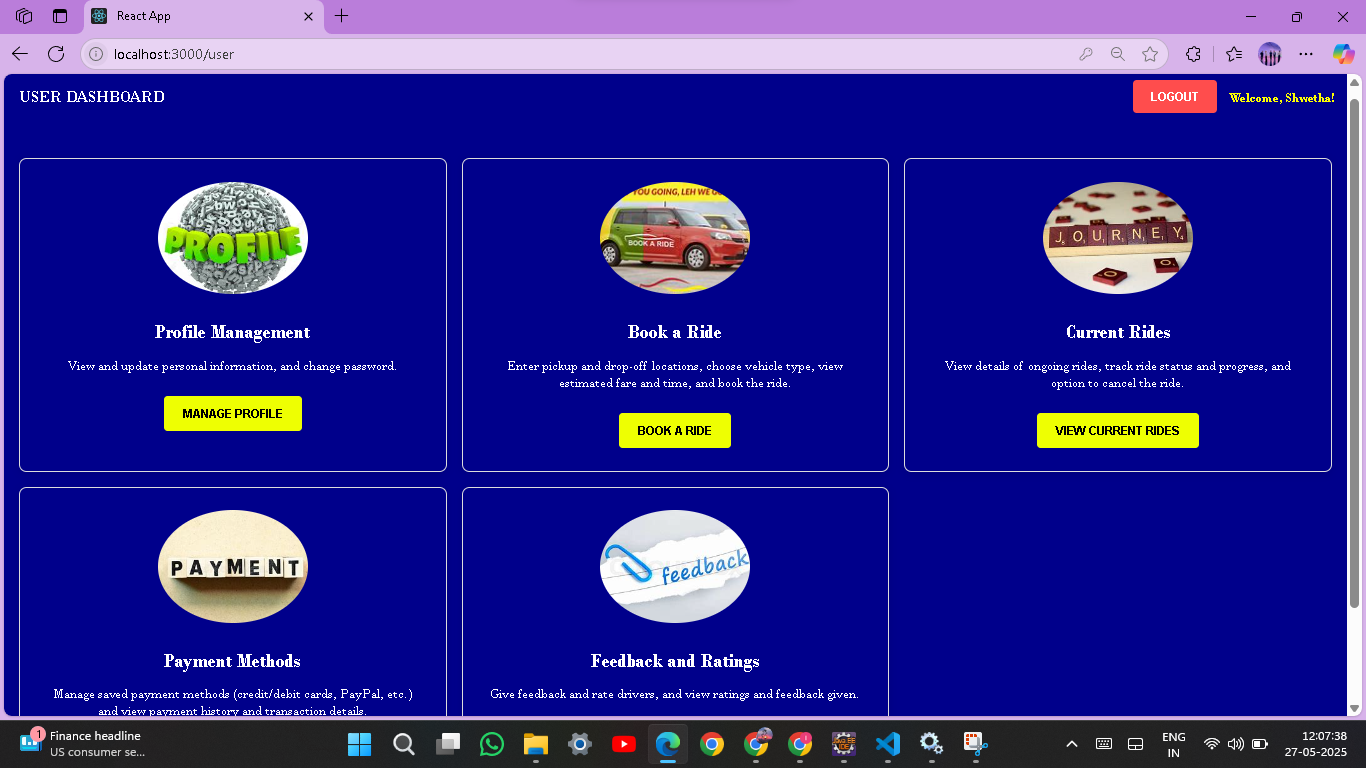 React App
localhost:3000/user
USER DASHBOARD
LOGOUT
Welcome, Shwetha!
PROFILE
Profile Management
View and update personal information, and change password.
MANAGE PROFILE
YOU GOING, LEH WE
BOOK A RIDE
Book a Ride
Enter pickup and drop-off locations, choose vehicle type, view
estimated fare and time, and book the ride.
BOOK A RIDE
JOURNEY
Current Rides
View details of ongoing rides, track ride status and progress, and
option to cancel the ride.
VIEW CURRENT RIDES
PAYMENT
Payment Methods
Manage saved payment methods (credit/debit cards, PayPal, etc.)
and view payment history and transaction details.
feedback
Feedback and Ratings
Give feedback and rate drivers, and view ratings and feedback given.
1
Finance headline
US consumer se...
ENG
IN
12:07:38
27-05-2025